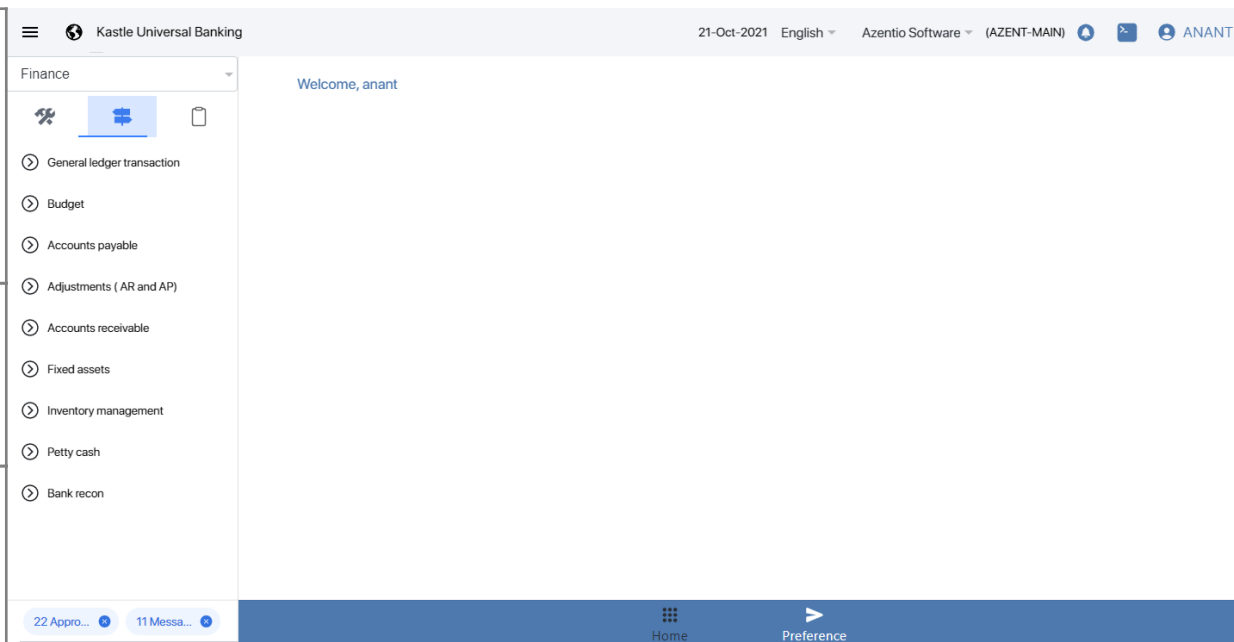 Kastle Universal Banking
21-Oct-2021 English Azentio Software (AZENT-MAIN) ANANT
Finance
Welcome, anant
General ledger transaction
Budget
Accounts payable
Adjustments ( AR and AP)
Accounts receivable
Fixed assets
Inventory management
Petty cash
Bank recon
22 Appro... 11 Messa...
Home Preference